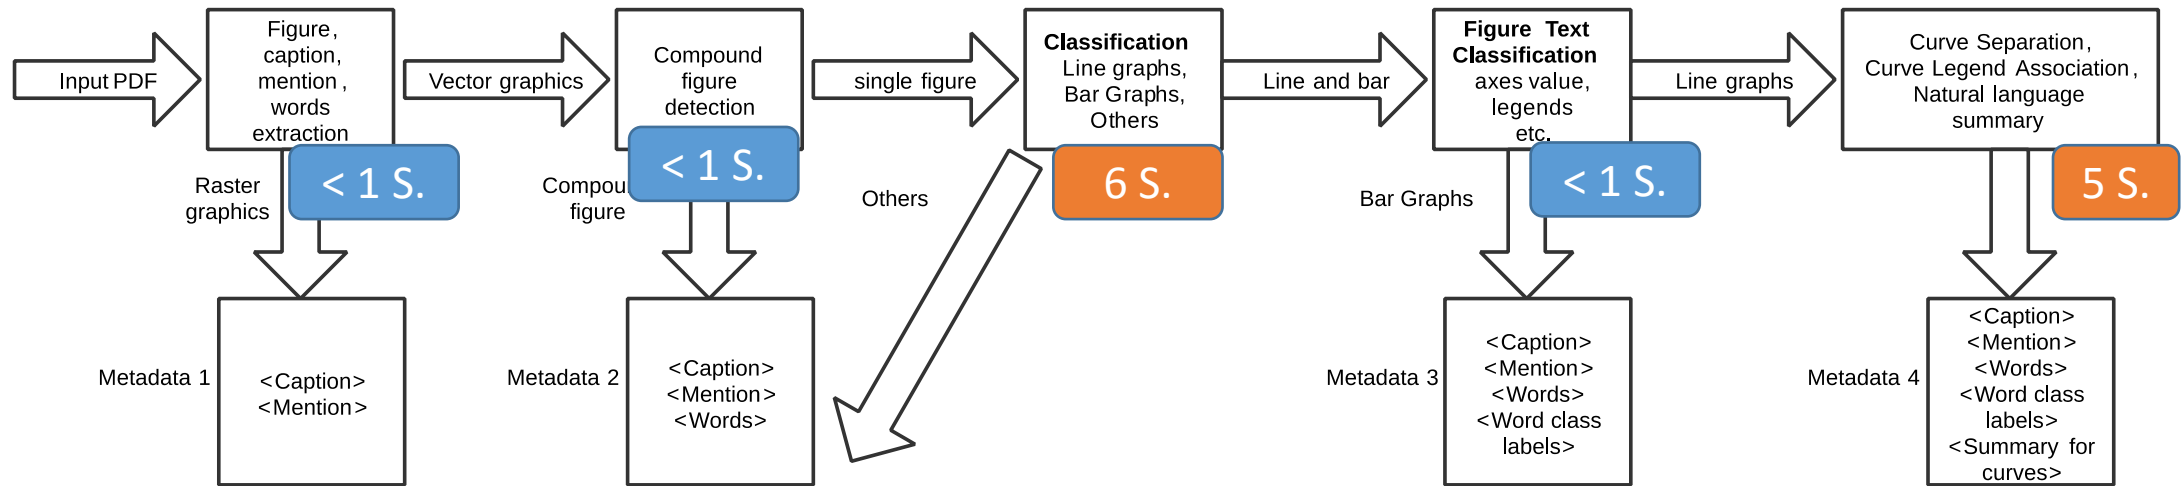 Input PDF
Figure,
caption,
mention ,
words
extraction
< 1 S.
Raster
graphics
Metadata 1
<Caption>
<Mention>
Vector graphics
Compound
figure
detection
< 1 S.
Compou
figure
Metadata 2
<Caption>
<Mention>
<Words>
single figure
Classification
Line graphs,
Bar Graphs,
Others
6 S.
Others
Line and bar
Figure Text
Classification
axes value,
legends
etc.
< 1 S.
Bar Graphs
Metadata 3
<Caption>
<Mention>
<Words>
<Word class
labels>
Line graphs
Curve Separation,
Curve Legend Association,
Natural language
summary
5 S.
Metadata 4
<Caption>
<Mention>
<Words>
<Word class
labels>
<Summary for
curves>